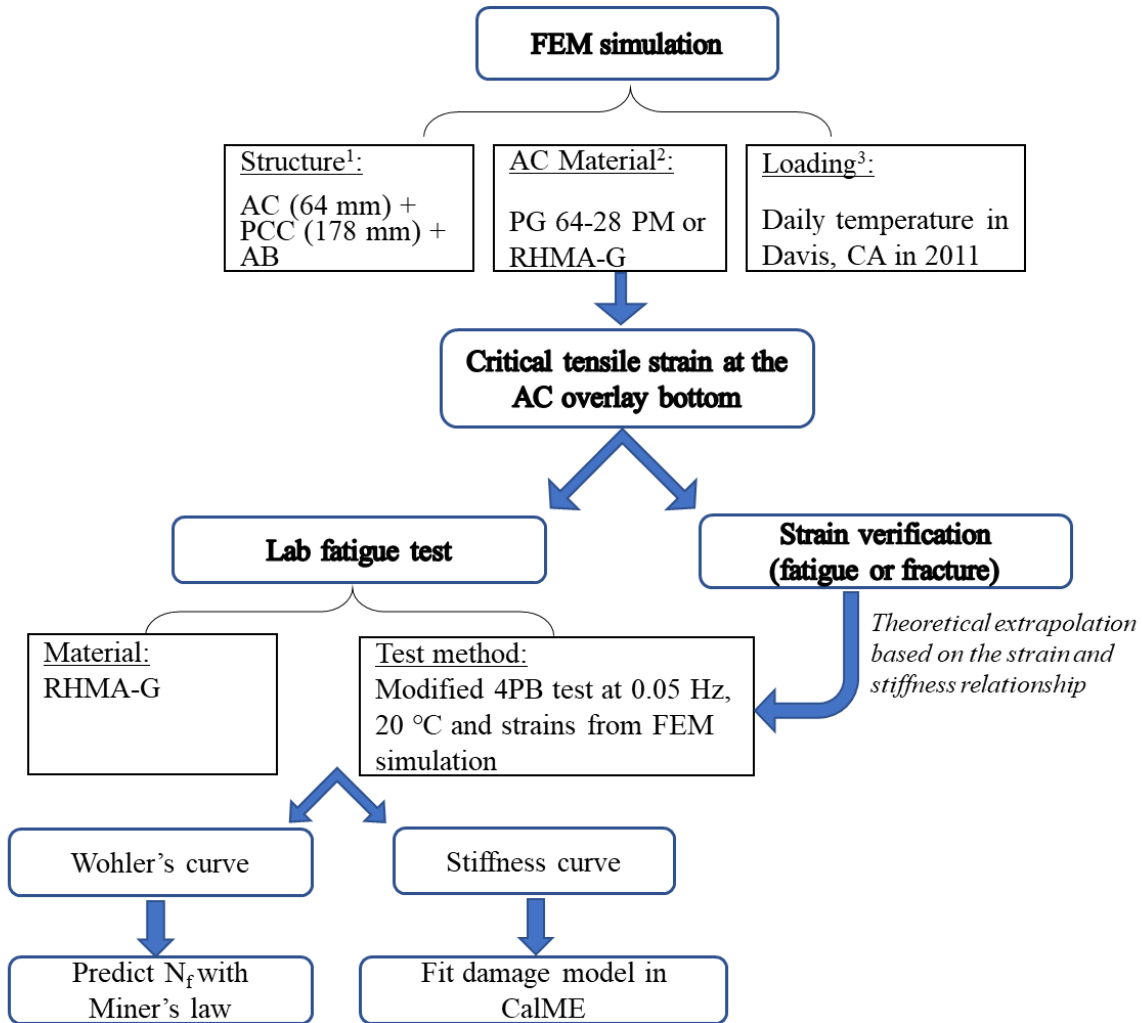 FEM simulation
Structure¹:
AC (64 mm) +
PCC (178 mm) +
AB
AC Material²:
PG 64-28 PM or
RHMA-G
Loading³:
Daily temperature in
Davis, CA in 2011
Critical tensile strain at the
AC overlay bottom
Lab fatigue test
Strain verification
(fatigue or fracture)
Theoretical extrapolation
based on the strain and
stiffness relationship
Material:
RHMA-G
Test method:
Modified 4PB test at 0.05 Hz,
20 °C and strains from FEM
simulation
Wohler’s curve
Stiffness curve
Predict Nf with
Miner’s law
Fit damage model in
CalME